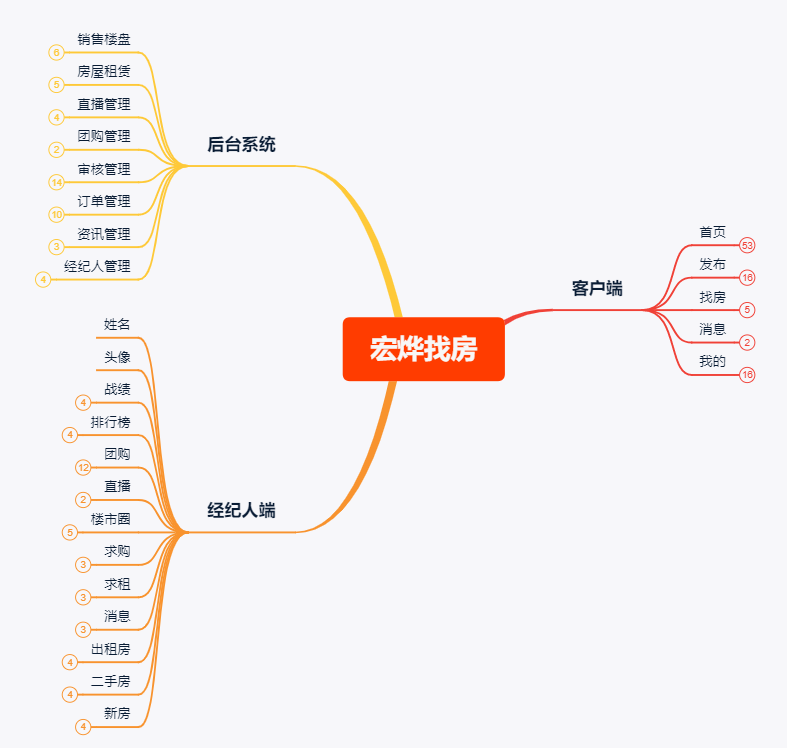 宏烨找房
后台系统
销售楼盘
6
房屋租赁
5
直播管理
4
团购管理
2
审核管理
14
订单管理
10
资讯管理
3
经纪人管理
4
客户端
首页
53
发布
16
找房
5
消息
2
我的
16
经纪人端
姓名
头像
战绩
4
排行榜
4
团购
12
直播
2
楼市圈
5
求购
3
求租
3
消息
3
出租房
4
二手房
4
新房
4